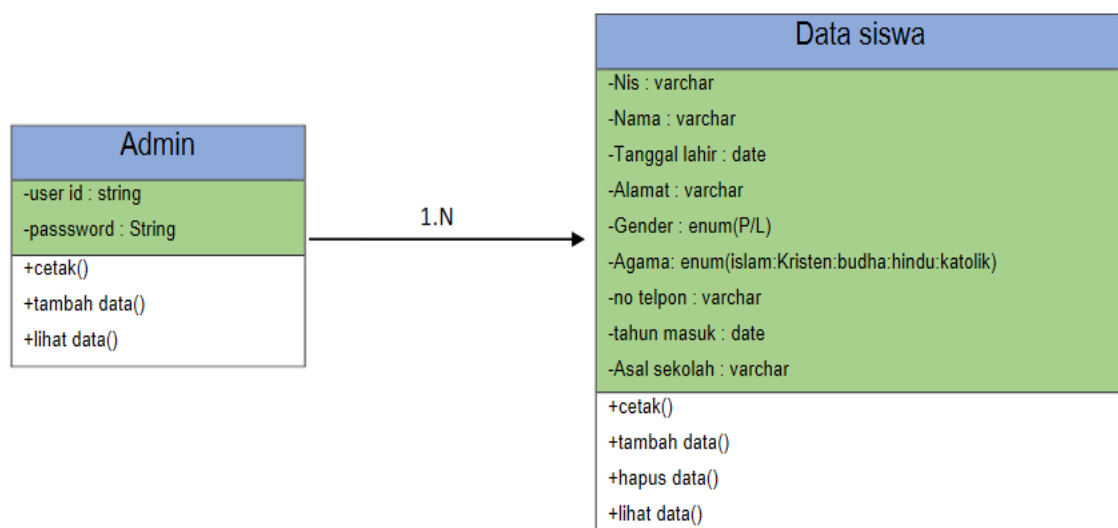 Admin
-user id : string
-passsword : String
+cetak()
+tambah data()
+lihat data()
1.N
Data siswa
-Nis : varchar
-Nama : varchar
-Tanggal lahir : date
-Alamat : varchar
-Gender : enum(P/L)
-Agama: enum(islam:Kristen:budha:hindu:katolik)
-no telpon : varchar
-tahun masuk : date
-Asal sekolah : varchar
+cetak()
+tambah data()
+hapus data()
+lihat data()